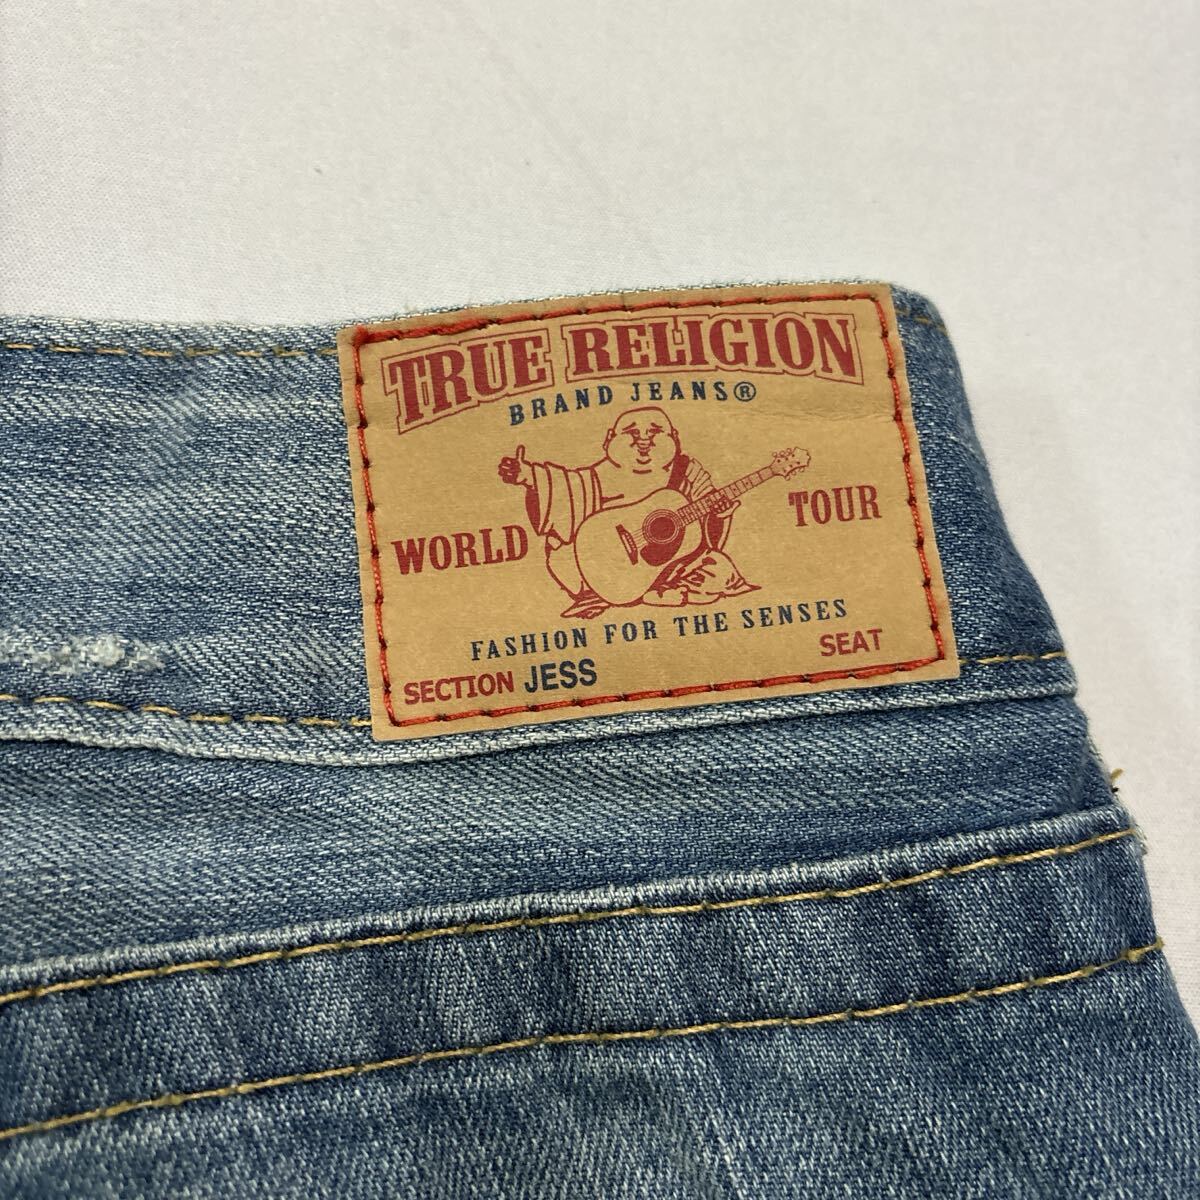 TRUE RELIGION
BRAND JEANS®
WORLD TOUR
FASHION FOR THE SENSES
SECTION JESS SEAT